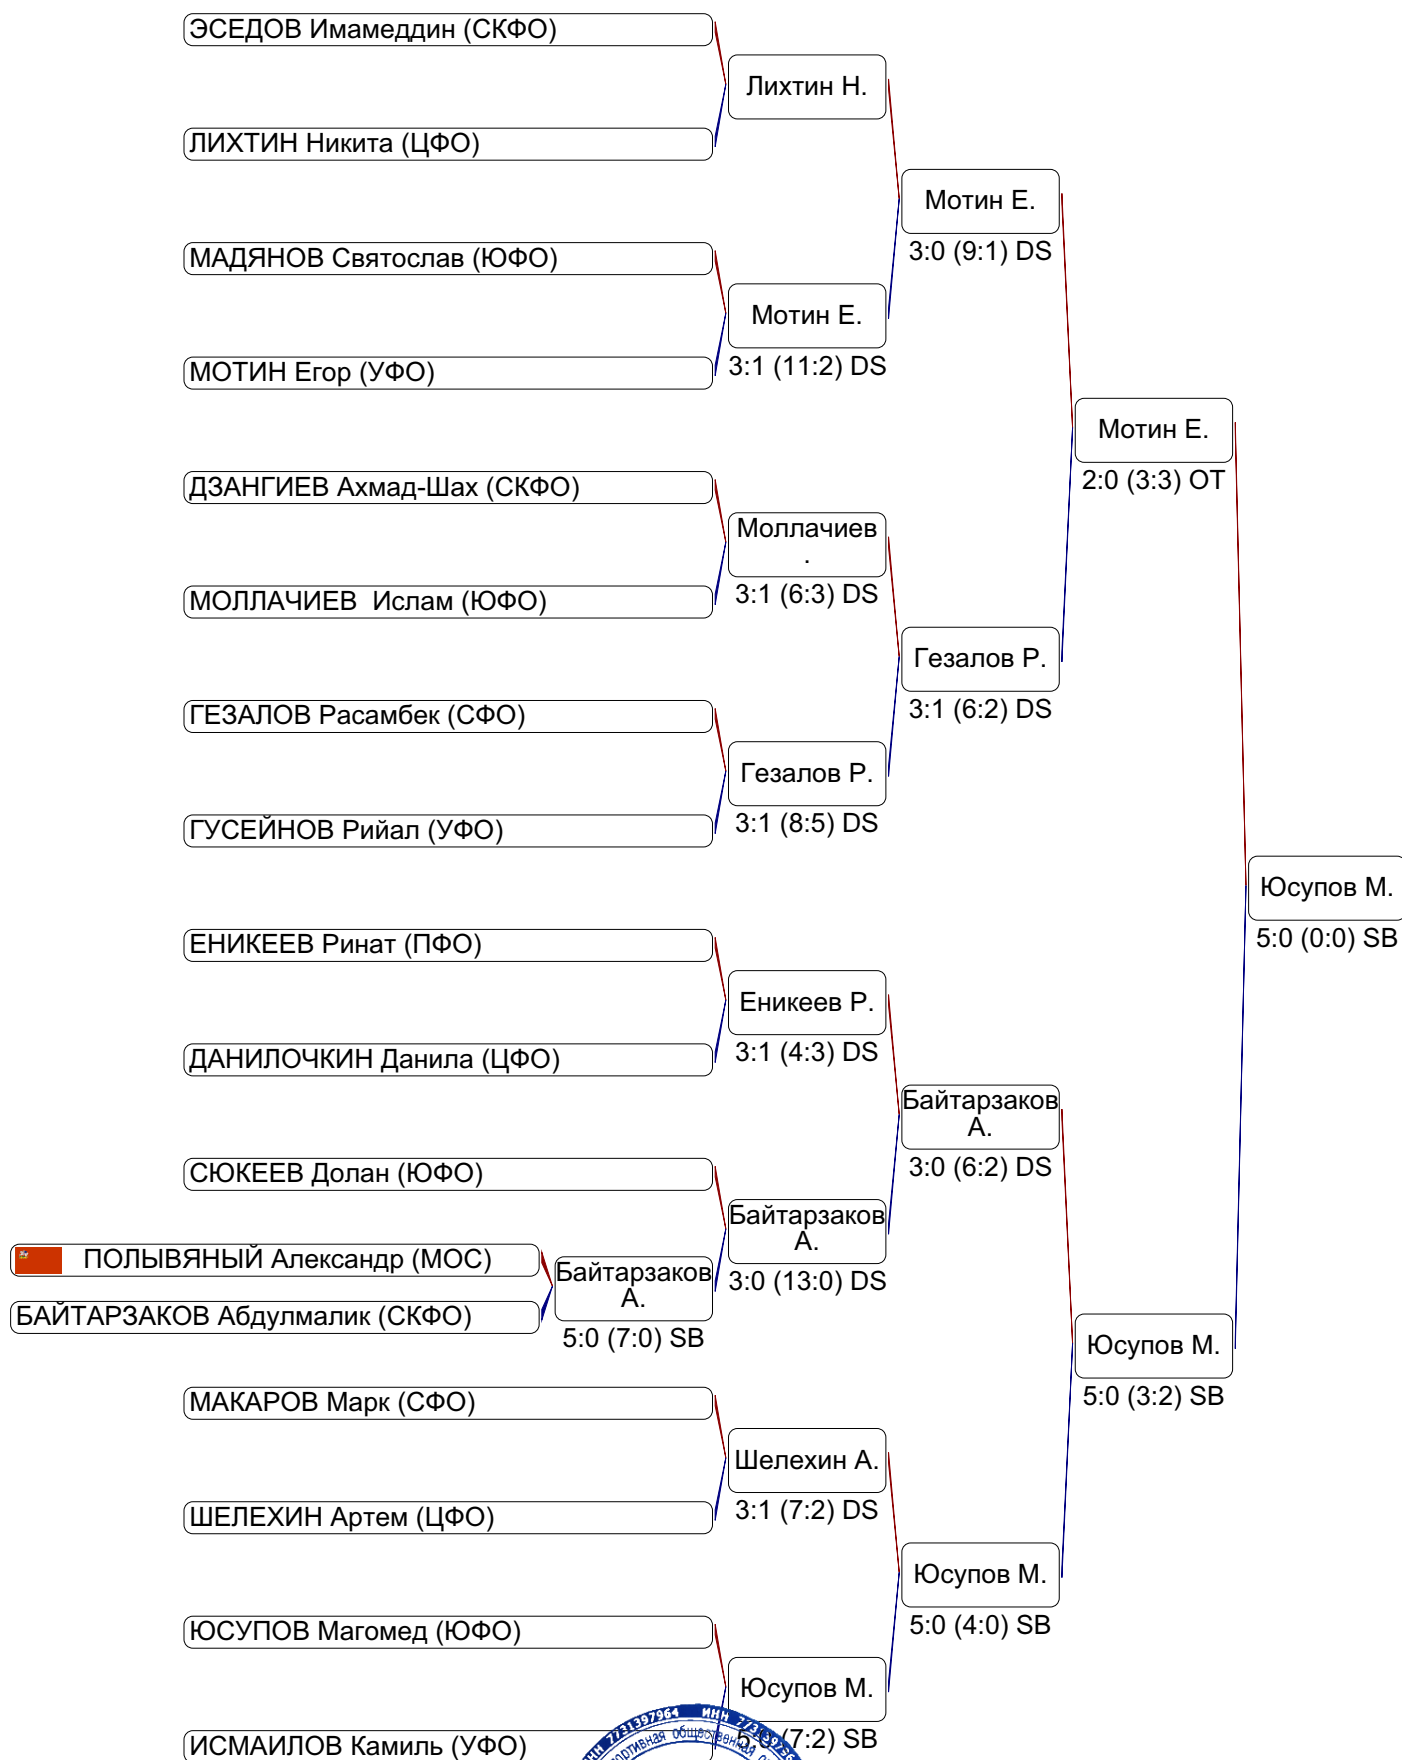 ЭСЕДОВ Имамеддин (СКФО)
Лихтин Н.
ЛИХТИН Никита (ЦФО)
Мотин Е.
3:0 (9:1) DS
МАДЯНОВ Святослав (ЮФО)
Мотин Е.
3:1 (11:2) DS
МОТИН Егор (УФО)
Мотин Е.
2:0 (3:3) OT
ДЗАНГИЕВ Ахмад-Шах (СКФО)
Моллачиев
.
3:1 (6:3) DS
МОЛЛАЧИЕВ  Ислам (ЮФО)
Гезалов Р.
3:1 (6:2) DS
ГЕЗАЛОВ Расамбек (СФО)
Гезалов Р.
3:1 (8:5) DS
ГУСЕЙНОВ Рийал (УФО)
Юсупов М.
5:0 (0:0) SB
ЕНИКЕЕВ Ринат (ПФО)
Еникеев Р.
3:1 (4:3) DS
ДАНИЛОЧКИН Данила (ЦФО)
Байтарзаков
А.
3:0 (6:2) DS
СЮКЕЕВ Долан (ЮФО)
Байтарзаков
А.
3:0 (13:0) DS
ПОЛЫВЯНЫЙ Александр (МОС)
Байтарзаков
А.
5:0 (7:0) SB
БАЙТАРЗАКОВ Абдулмалик (СКФО)
Юсупов М.
5:0 (3:2) SB
МАКАРОВ Марк (СФО)
Шелехин А.
3:1 (7:2) DS
ШЕЛЕХИН Артем (ЦФО)
Юсупов М.
5:0 (4:0) SB
ЮСУПОВ Магомед (ЮФО)
Юсупов М.
5:0 (7:2) SB
ИСМАИЛОВ Камиль (УФО)
7731397964 ИНН